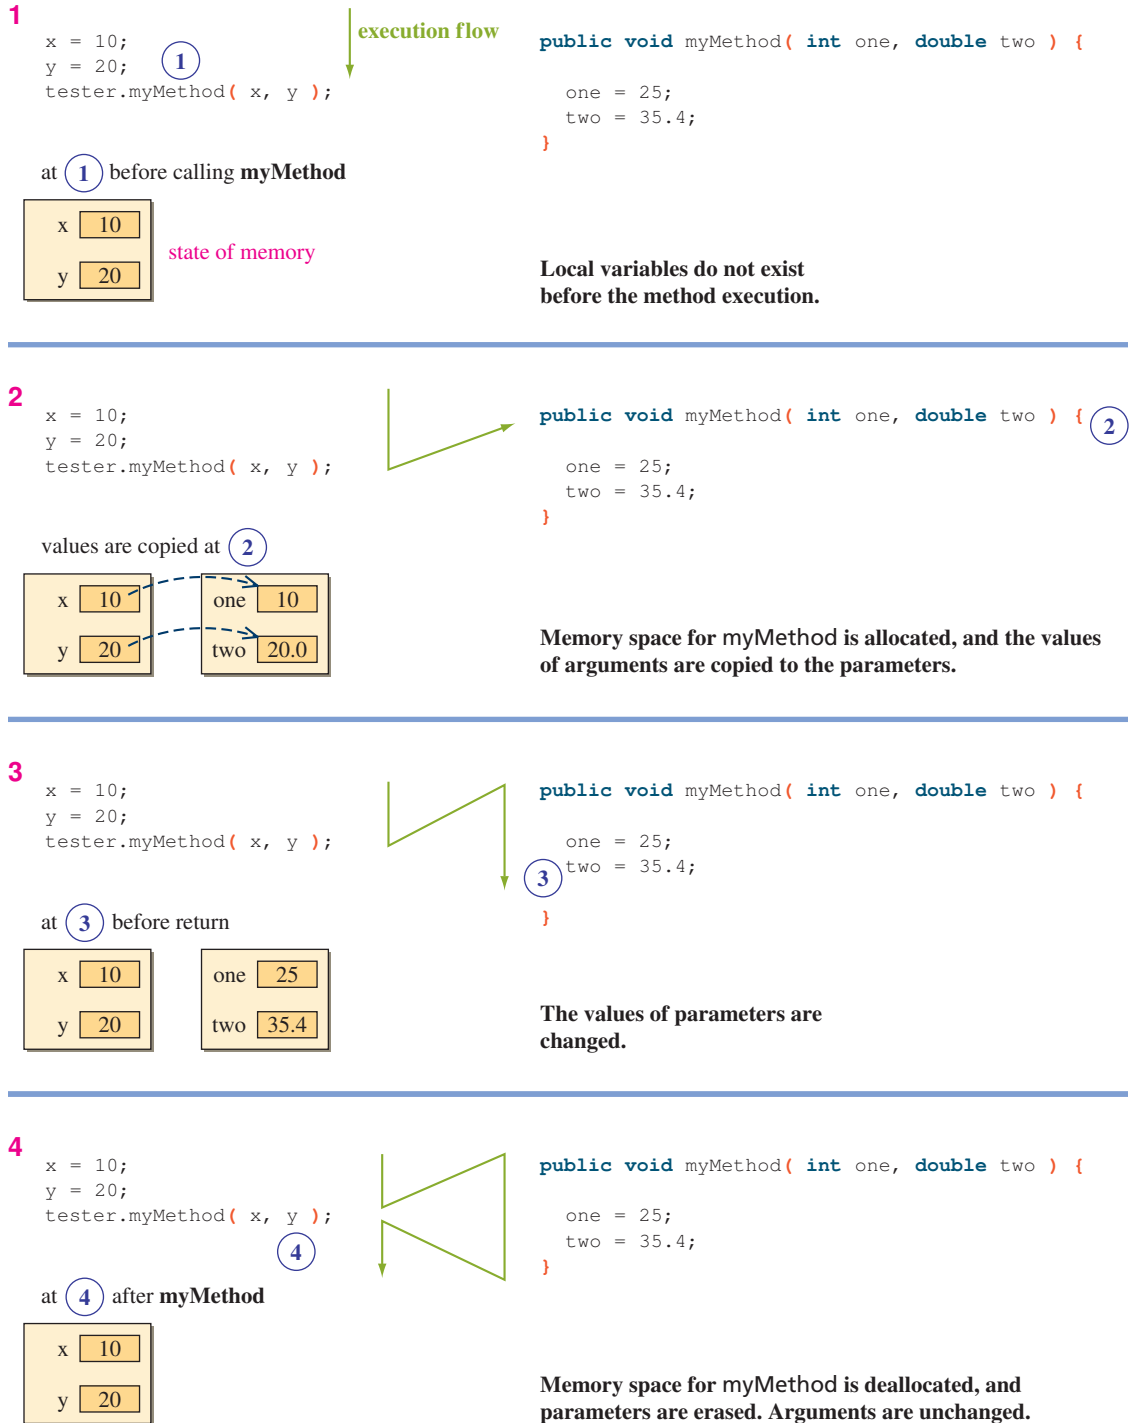 1
x = 10;
y = 20;
tester.myMethod( x, y );
1
execution flow
public void myMethod( int one, double two ) {
one = 25;
two = 35.4;
}
at 1 before calling myMethod
x 10
y 20
state of memory
Local variables do not exist
before the method execution.
2
x = 10;
y = 20;
tester.myMethod( x, y );
public void myMethod( int one, double two ) {
2
one = 25;
two = 35.4;
}
values are copied at 2
x 10
y 20
one 10
two 20.0
Memory space for myMethod is allocated, and the values
of arguments are copied to the parameters.
3
x = 10;
y = 20;
tester.myMethod( x, y );
public void myMethod( int one, double two ) {
one = 25;
two = 35.4;
3
}
at 3 before return
x 10
y 20
one 25
two 35.4
The values of parameters are
changed.
4
x = 10;
y = 20;
tester.myMethod( x, y );
4
public void myMethod( int one, double two ) {
one = 25;
two = 35.4;
}
at 4 after myMethod
x 10
y 20
Memory space for myMethod is deallocated, and
parameters are erased. Arguments are unchanged.